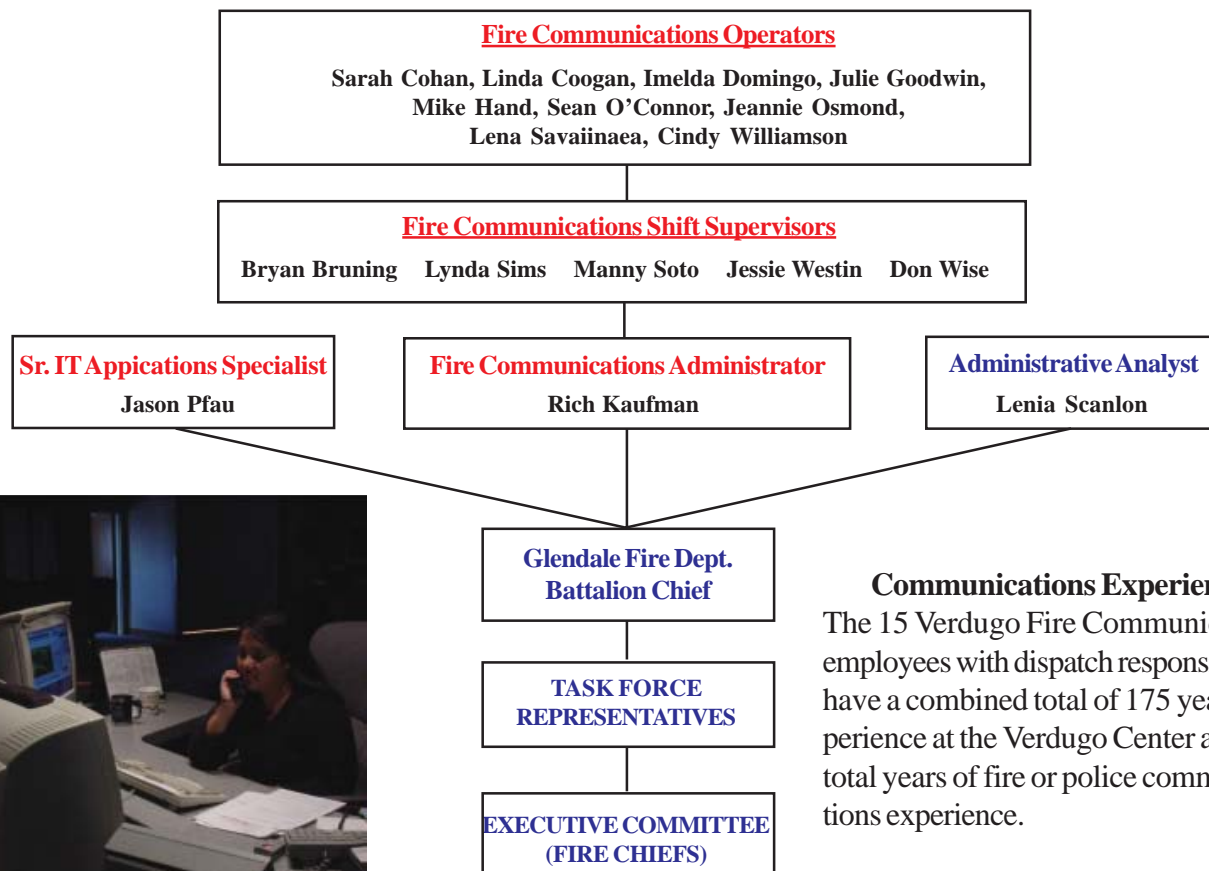 Fire Communications Operators
Sarah Cohan, Linda Coogan, Imelda Domingo, Julie Goodwin,
Mike Hand, Sean O'Connor, Jeannie Osmond,
Lena Savaiinaea, Cindy Williamson
Fire Communications Shift Supervisors
Bryan Bruning Lynda Sims Manny Soto Jessie Westin Don Wise
Sr. IT Appications Specialist
Jason Pfau
Fire Communications Administrator
Rich Kaufman
Administrative Analyst
Lenia Scanlon
Glendale Fire Dept.
Battalion Chief
TASK FORCE
REPRESENTATIVES
EXECUTIVE COMMITTEE
(FIRE CHIEFS)
Communications Experien
The 15 Verdugo Fire Communic
employees with dispatch respons
have a combined total of 175 yea
perience at the Verdugo Center a
total years of fire or police comm
tions experience.